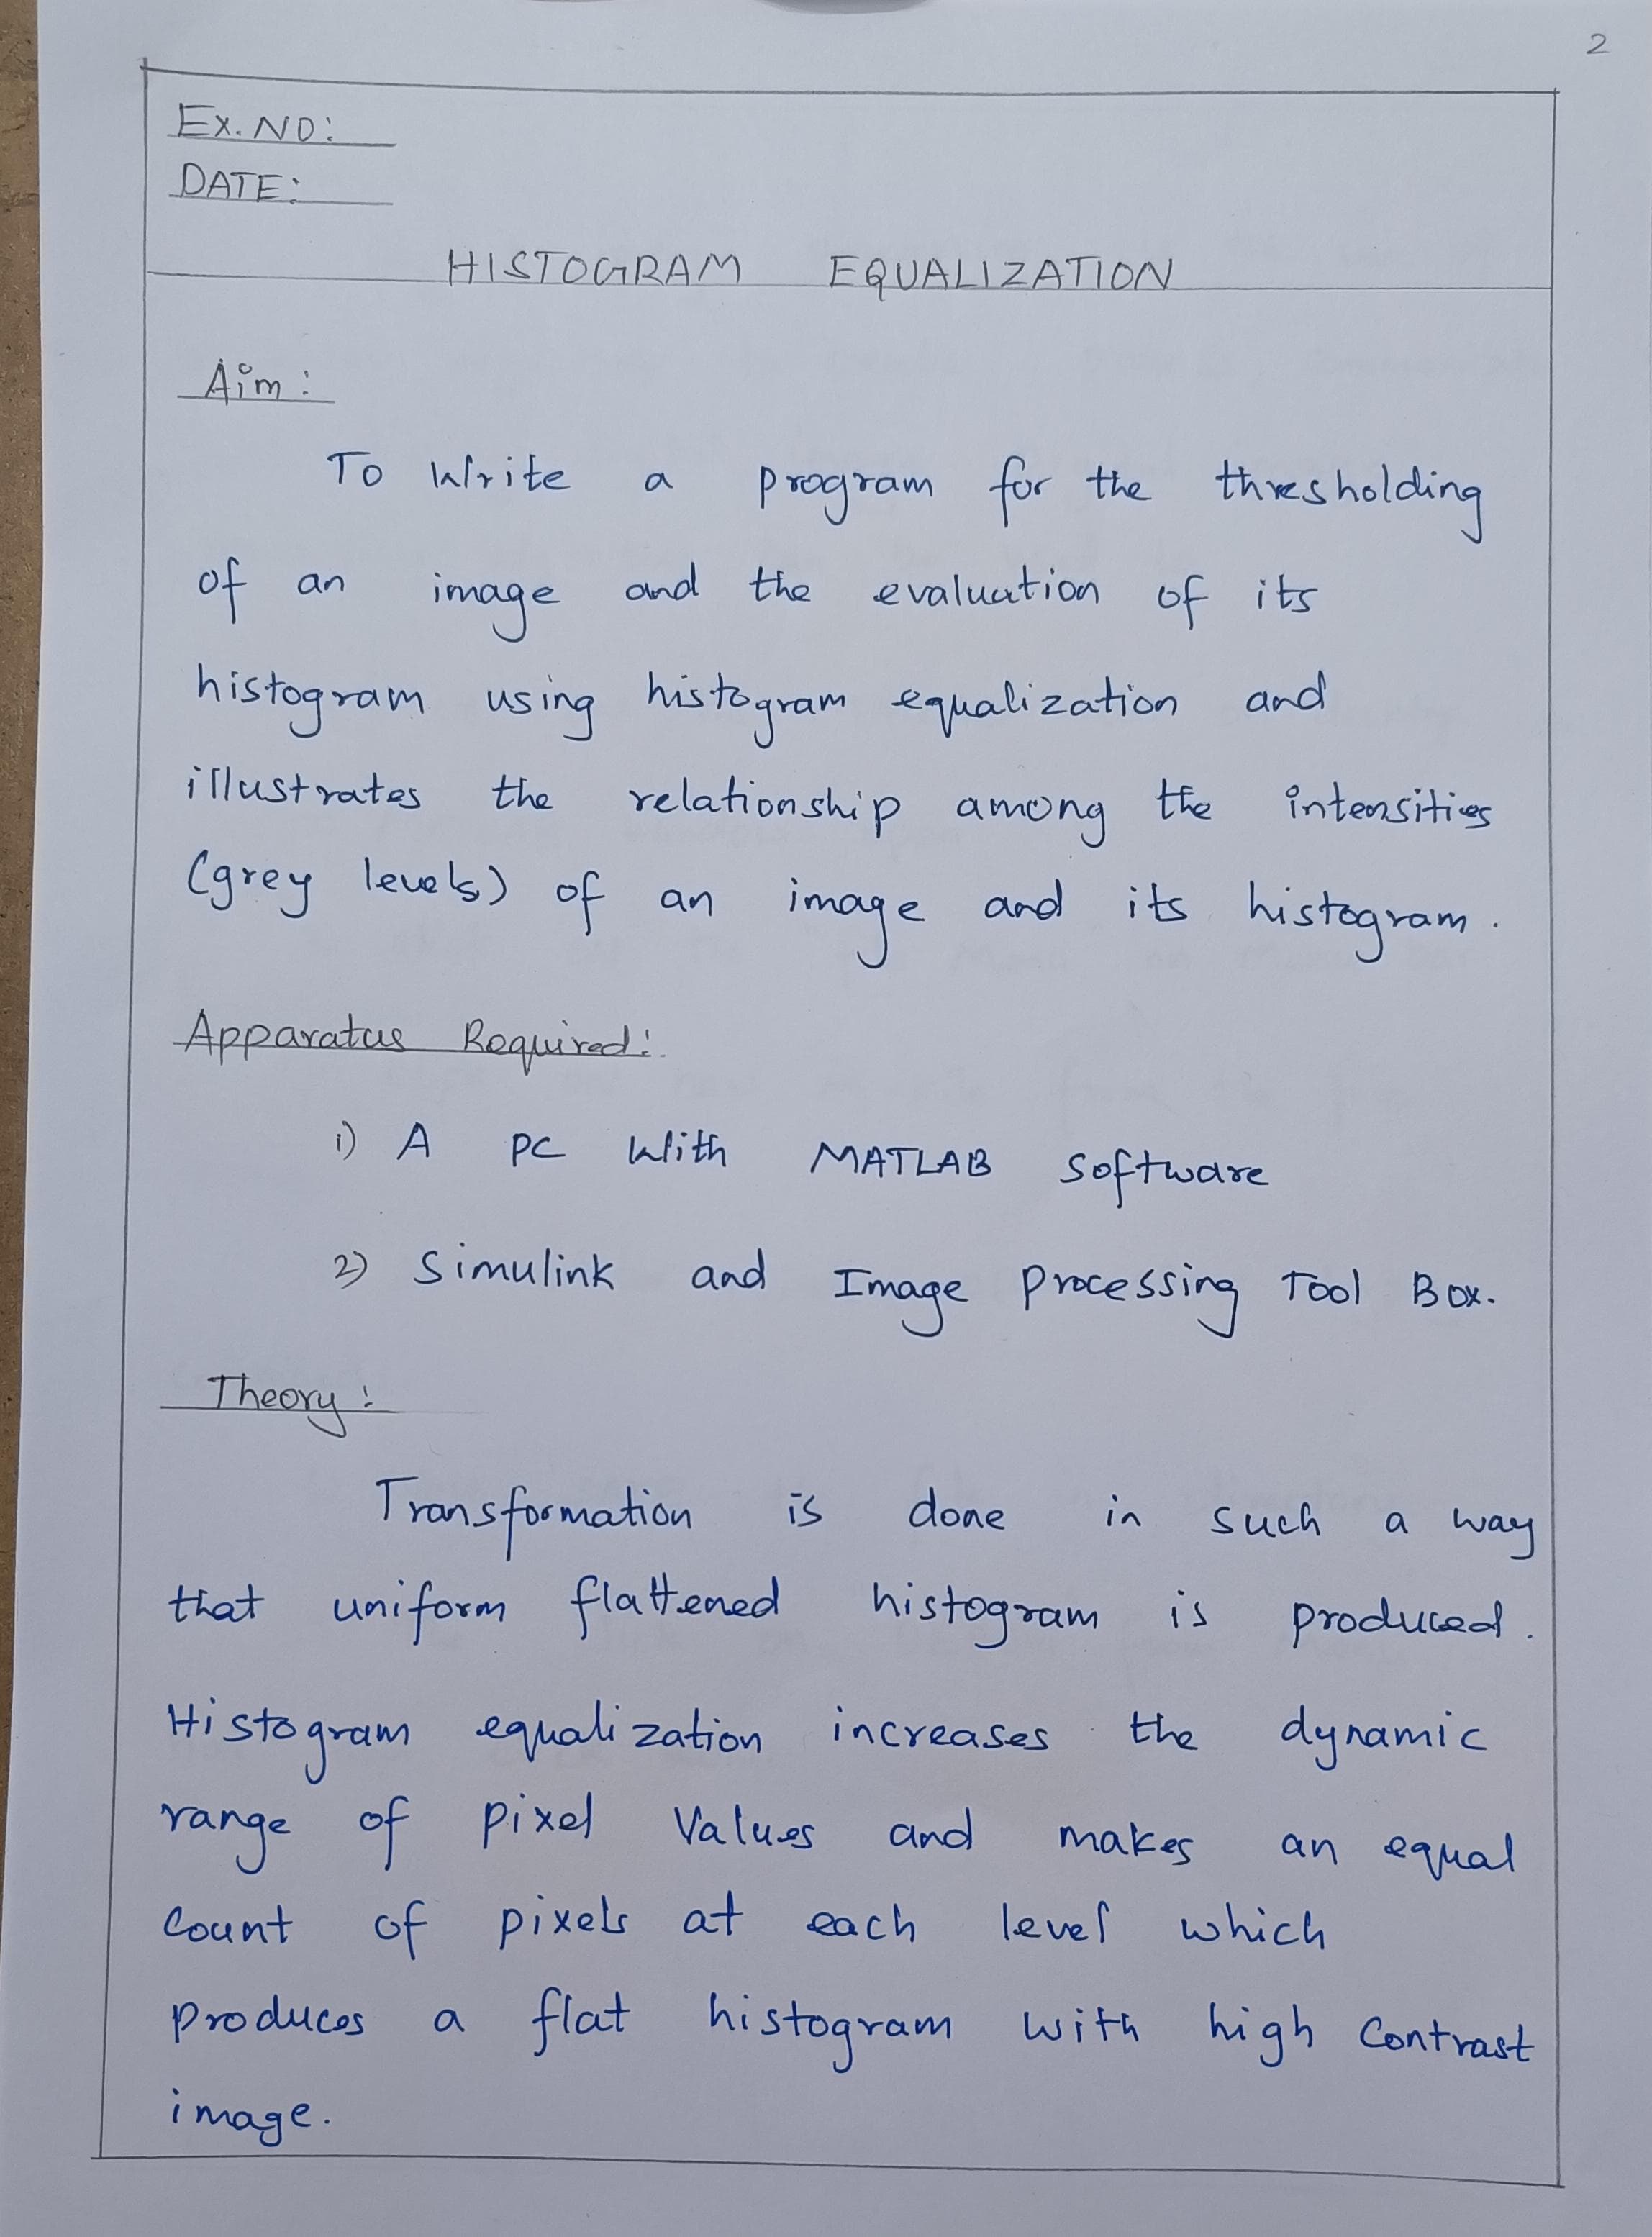 2
Ex. NO:
DATE:
HISTOGRAM EQUALIZATION
Aim:
To Write a program for the thresholding
of an image and the evaluation of its
histogram using histogram equalization and
illustrates the relationship among the intensities
(grey levels) of an image and its histogram.
Apparatus Required:
1) A PC With MATLAB Software
2) Simulink and Image Processing Tool Box.
Theory:
Transformation is done in such a way
that uniform flattened histogram is produced.
Histogram equalization increases the dynamic
range of pixel Values and makes an equal
Count of pixels at each level which
produces a flat histogram with high Contrast
image.